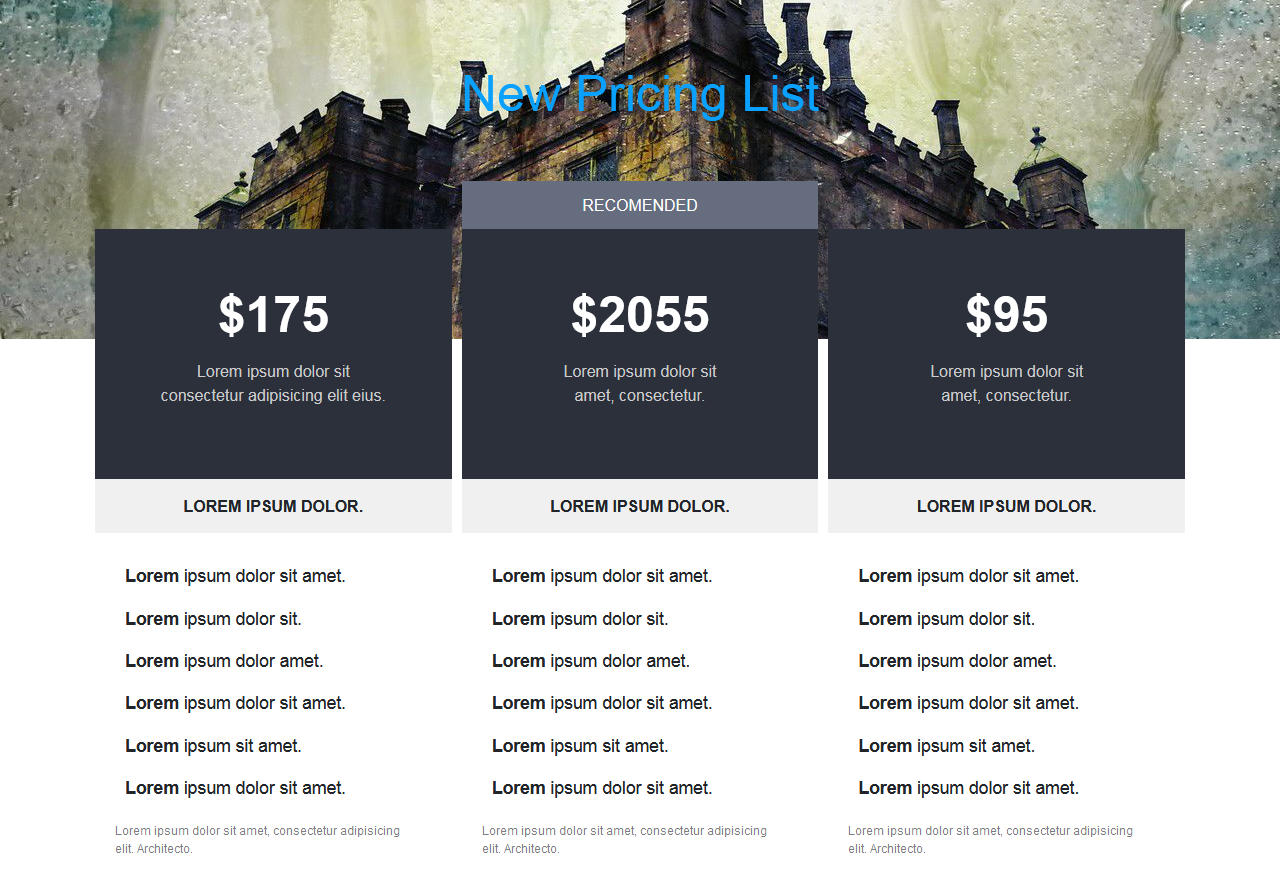 New Pricing List
RECOMENDED
$175
Lorem ipsum dolor sit
consectetur adipisicing elit eius.
LOREM IPSUM DOLOR.
Lorem ipsum dolor sit amet.
Lorem ipsum dolor sit.
Lorem ipsum dolor amet.
Lorem ipsum dolor sit amet.
Lorem ipsum sit amet.
Lorem ipsum dolor sit amet.
Lorem ipsum dolor sit amet, consectetur adipisicing
elit. Architecto.
$2055
Lorem ipsum dolor sit
amet, consectetur.
LOREM IPSUM DOLOR.
Lorem ipsum dolor sit amet.
Lorem ipsum dolor sit.
Lorem ipsum dolor amet.
Lorem ipsum dolor sit amet.
Lorem ipsum sit amet.
Lorem ipsum dolor sit amet.
Lorem ipsum dolor sit amet, consectetur adipisicing
elit. Architecto.
$95
Lorem ipsum dolor sit
amet, consectetur.
LOREM IPSUM DOLOR.
Lorem ipsum dolor sit amet.
Lorem ipsum dolor sit.
Lorem ipsum dolor amet.
Lorem ipsum dolor sit amet.
Lorem ipsum sit amet.
Lorem ipsum dolor sit amet.
Lorem ipsum dolor sit amet, consectetur adipisicing
elit. Architecto.